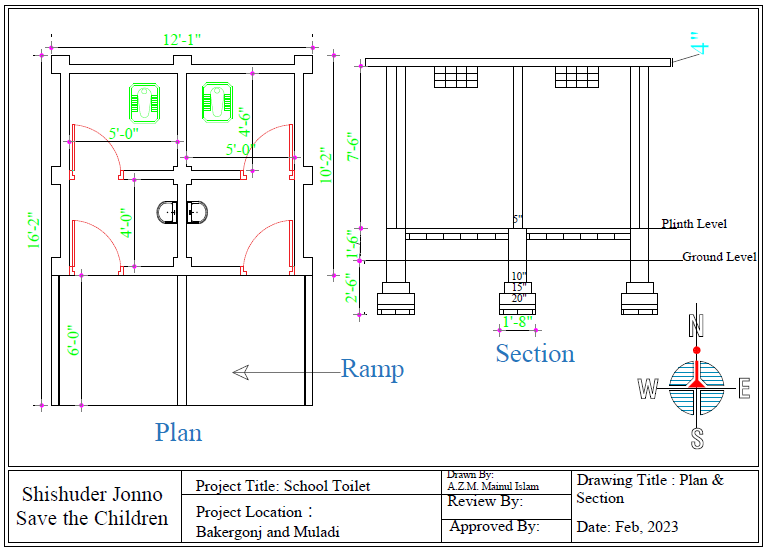 12'-1"
4"
5'-0"
4'-6"
5'-0"
10'-2"
7'-6"
16'-2"
4'-0"
5"
Plinth Level
1'-6"
Ground Level
2'-6"
10"
15"
20"
1'-8"
6'-0"
Ramp
Section
Plan
N
W E
S
Shishuder Jonno
Save the Children
Project Title: School Toilet
Project Location :
Bakergonj and Muladi
Drawn By:
A.Z.M. Mainul Islam
Review By:
Approved By:
Drawing Title : Plan &
Section
Date: Feb, 2023